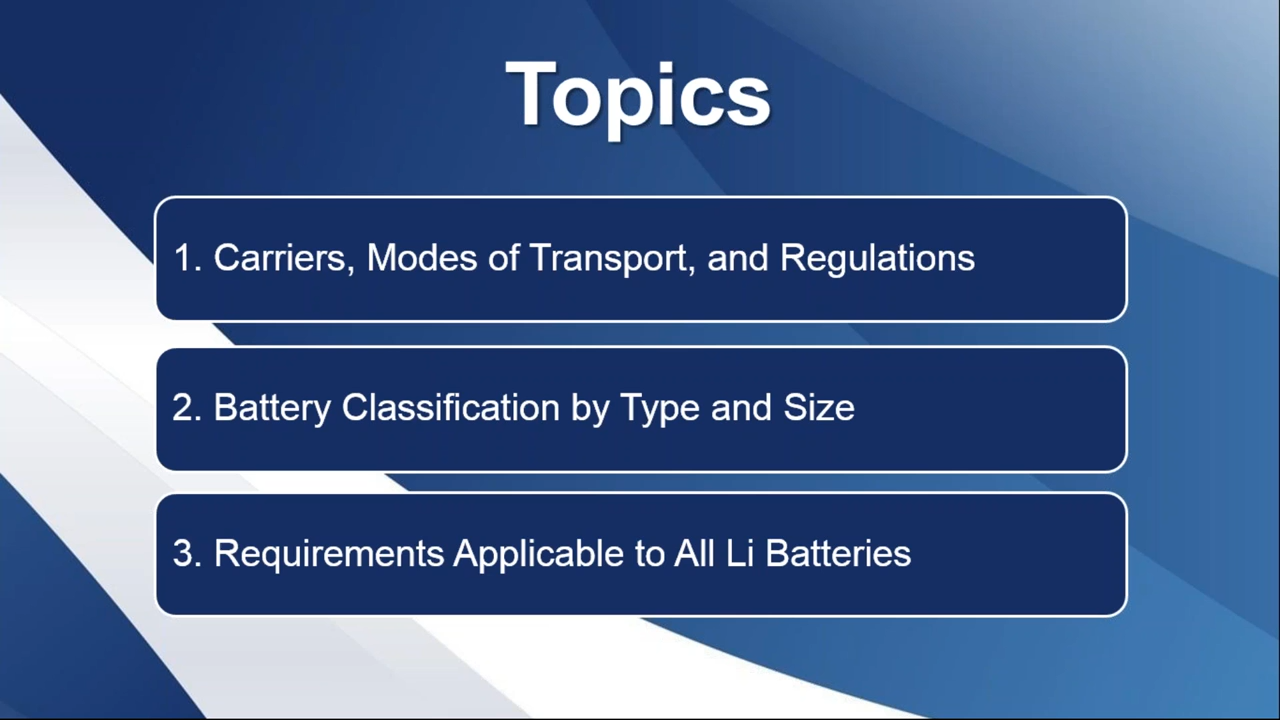 Topics
1. Carriers, Modes of Transport, and Regulations
2. Battery Classification by Type and Size
3. Requirements Applicable to All Li Batteries